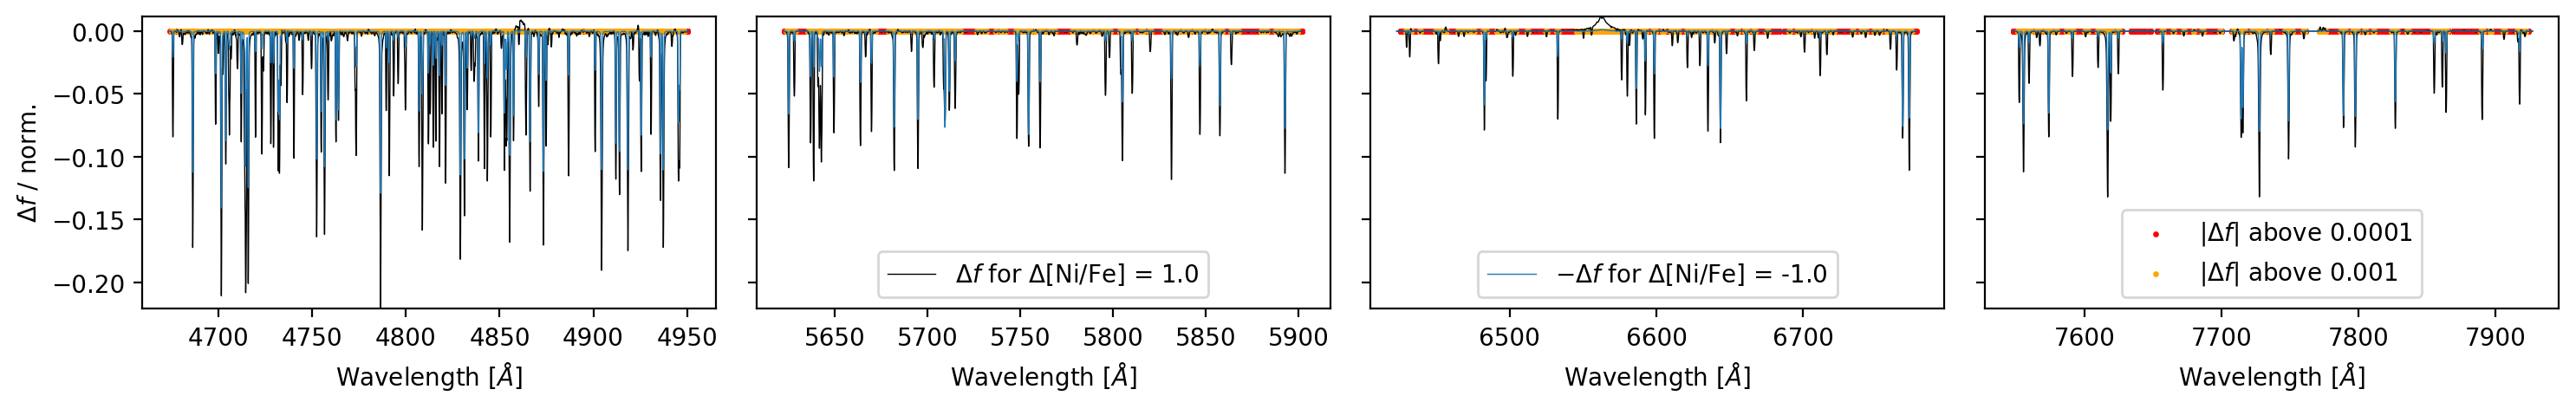 Δf / norm.
0.00
−0.05
−0.10
−0.15
−0.20
4700 4750 4800 4850 4900 4950
Wavelength [Å]
Δf for Δ[Ni/Fe] = 1.0
5650 5700 5750 5800 5850 5900
Wavelength [Å]
−Δf for Δ[Ni/Fe] = -1.0
6500 6600 6700
Wavelength [Å]
|Δf| above 0.0001
|Δf| above 0.001
7600 7700 7800 7900
Wavelength [Å]